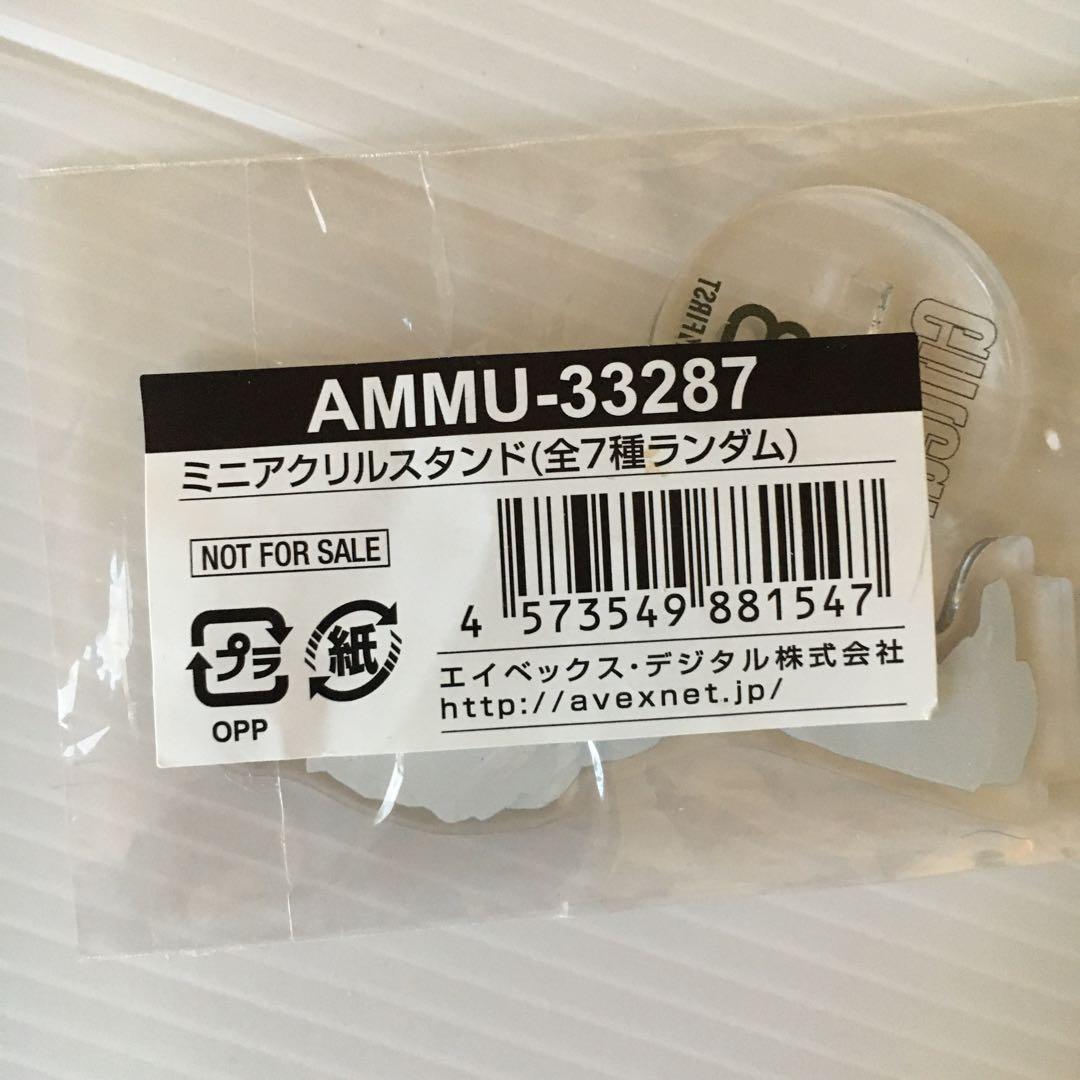 AMMU-33287
ミニアクリルスタンド(全7種ランダム)
NOT FOR SALE
4 573549 881547
プラ
紙
OPP
エイベックス・デジタル株式会社
http://avexnet.jp/